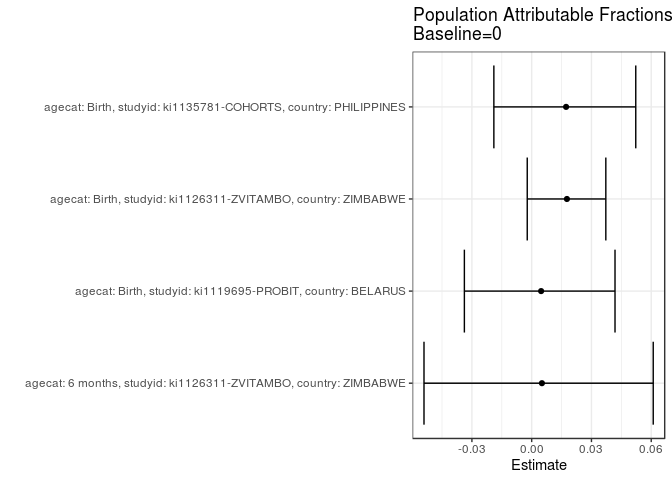 Population Attributable Fractions
Baseline=0
agecat: Birth, studyid: ki1135781-COHORTS, country: PHILIPPINES
agecat: Birth, studyid: ki1126311-ZVITAMBO, country: ZIMBABWE
agecat: Birth, studyid: ki1119695-PROBIT, country: BELARUS
agecat: 6 months, studyid: ki1126311-ZVITAMBO, country: ZIMBABWE
-0.03 0.00 0.03 0.06
Estimate